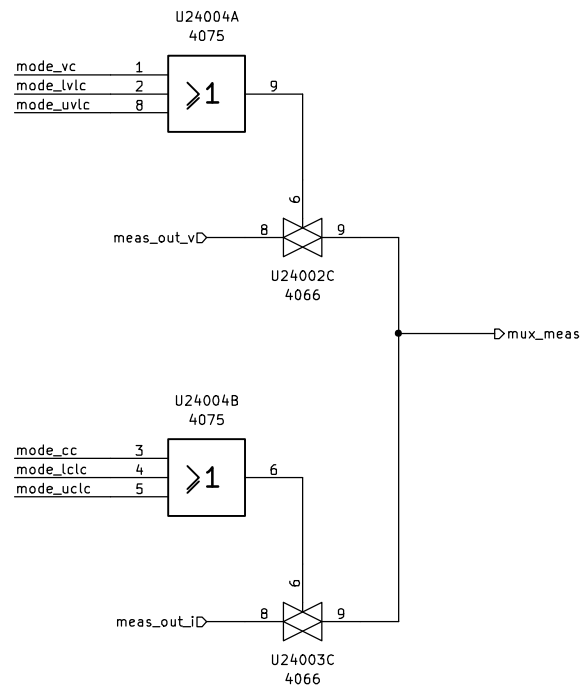 U24004A
4075
mode_vc 1
mode_lvlc 2
mode_uvlc 8
≥1
9
6
meas_out_v 8 9
U24002C
4066
mux_meas
U24004B
4075
mode_cc 3
mode_lclc 4
mode_uclc 5
≥1
6
6
meas_out_i 8 9
U24003C
4066